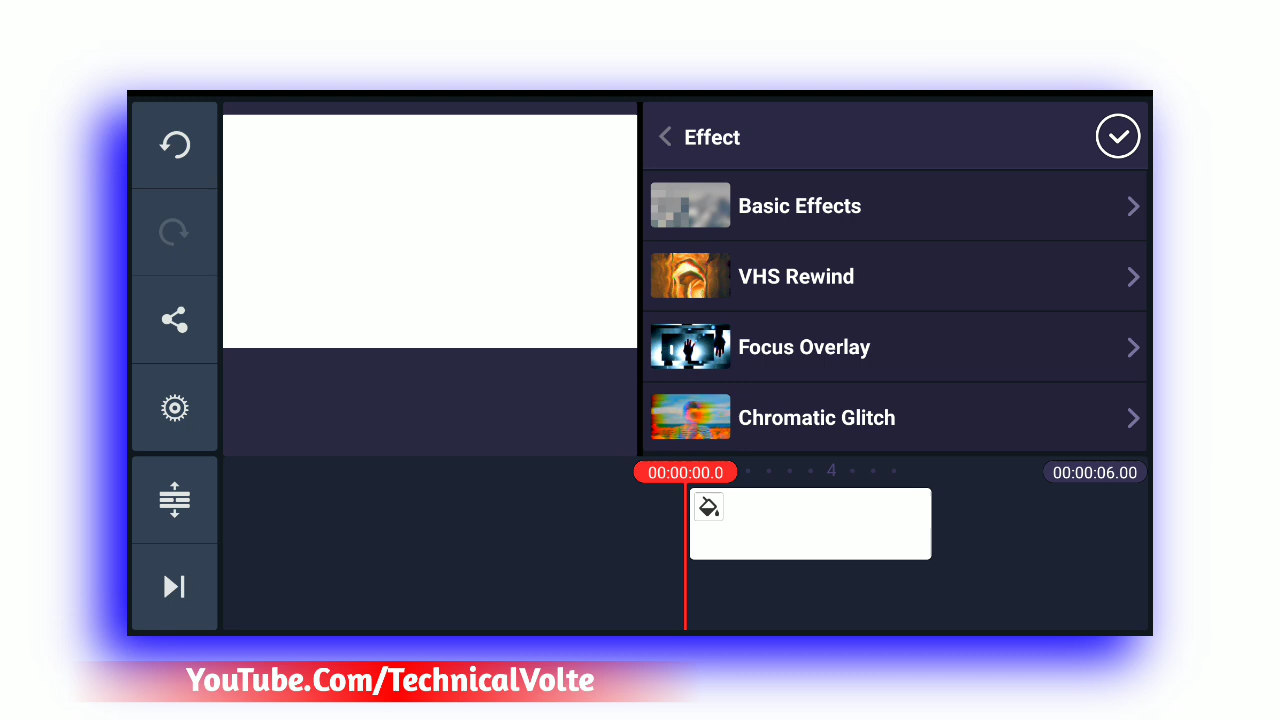 Effect
Basic Effects
VHS Rewind
Focus Overlay
Chromatic Glitch
00:00:00.0
4
00:00:06.00
YouTube.Com/TechnicalVolte